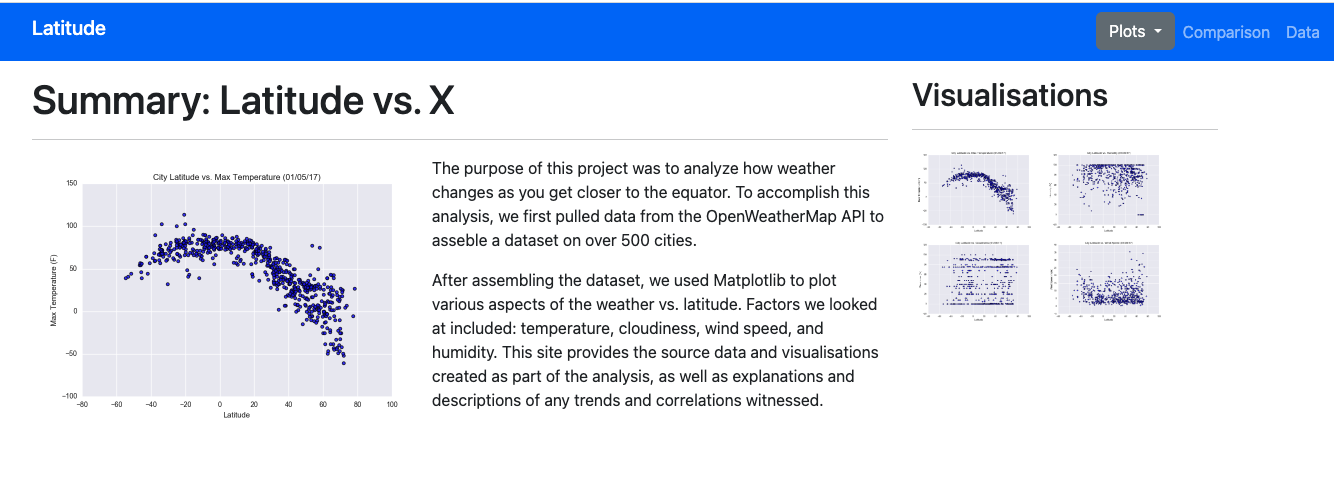 Latitude
Plots
Comparison
Data
Summary: Latitude vs. X
City Latitude vs. Max Temperature (01/05/17)
150
100
50
0
−50
−100
Max Temperature (F)
−80 −60 −40 −20 0 20 40 60 80 100
Latitude
The purpose of this project was to analyze how weather
changes as you get closer to the equator. To accomplish this
analysis, we first pulled data from the OpenWeatherMap API to
asseble a dataset on over 500 cities.
After assembling the dataset, we used Matplotlib to plot
various aspects of the weather vs. latitude. Factors we looked
at included: temperature, cloudiness, wind speed, and
humidity. This site provides the source data and visualisations
created as part of the analysis, as well as explanations and
descriptions of any trends and correlations witnessed.
Visualisations
Latitude
Latitude
Latitude
Latitude